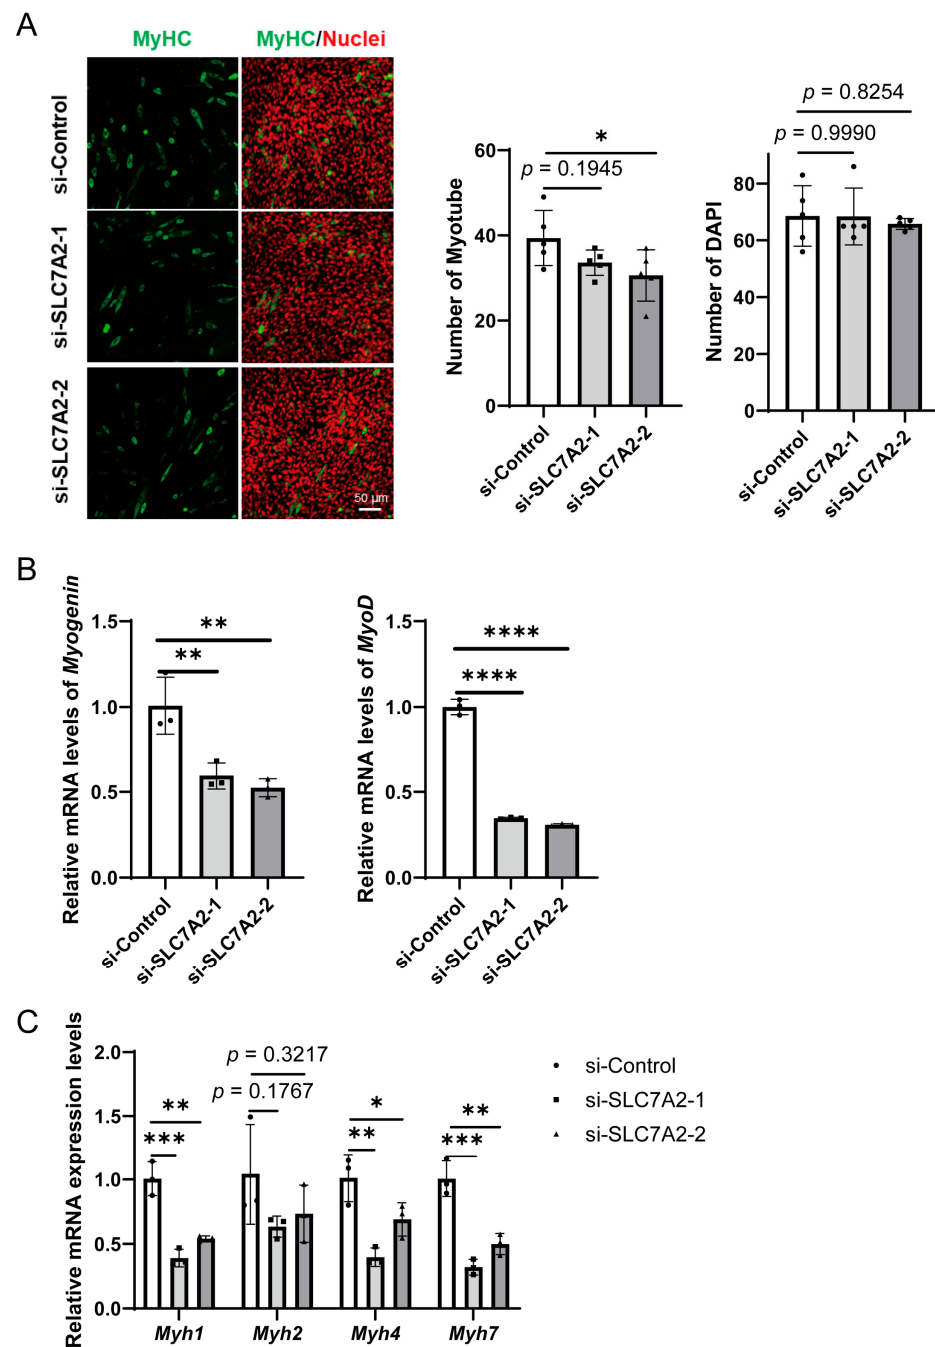 A
MyHC
MyHC/Nuclei
si-Control
si-SLC7A2-1
si-SLC7A2-2
50 μm
Number of Myotube
60
40
20
0
*
p = 0.1945
si-Control
si-SLC7A2-1
si-SLC7A2-2
Number of DAPI
80
60
40
20
0
p = 0.8254
p = 0.9990
si-Control
si-SLC7A2-1
si-SLC7A2-2
B
Relative mRNA levels of Myogenin
1.5
1.0
0.5
0.0
**
**
si-Control
si-SLC7A2-1
si-SLC7A2-2
Relative mRNA levels of MyoD
1.5
1.0
0.5
0.0
****
****
si-Control
si-SLC7A2-1
si-SLC7A2-2
C
Relative mRNA expression levels
2.0
1.5
1.0
0.5
0.0
**
***
p = 0.3217
p = 0.1767
*
**
**
***
Myh1
Myh2
Myh4
Myh7
si-Control
si-SLC7A2-1
si-SLC7A2-2